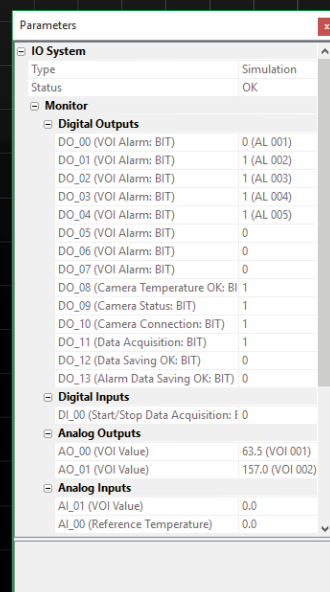 Parameters
x
IO System
Type Simulation
Status OK
Monitor
Digital Outputs
DO_00 (VOI Alarm: BIT) 0 (AL 001)
DO_01 (VOI Alarm: BIT) 1 (AL 002)
DO_02 (VOI Alarm: BIT) 1 (AL 003)
DO_03 (VOI Alarm: BIT) 1 (AL 004)
DO_04 (VOI Alarm: BIT) 1 (AL 005)
DO_05 (VOI Alarm: BIT) 0
DO_06 (VOI Alarm: BIT) 0
DO_07 (VOI Alarm: BIT) 0
DO_08 (Camera Temperature OK: BI 1
DO_09 (Camera Status: BIT) 1
DO_10 (Camera Connection: BIT) 1
DO_11 (Data Acquisition: BIT) 1
DO_12 (Data Saving OK: BIT) 0
DO_13 (Alarm Data Saving OK: BIT) 0
Digital Inputs
DI_00 (Start/Stop Data Acquisition: 0
Analog Outputs
AO_00 (VOI Value) 63.5 (VOI 001)
AO_01 (VOI Value) 157.0 (VOI 002)
Analog Inputs
AI_01 (VOI Value) 0.0
AI_00 (Reference Temperature) 0.0